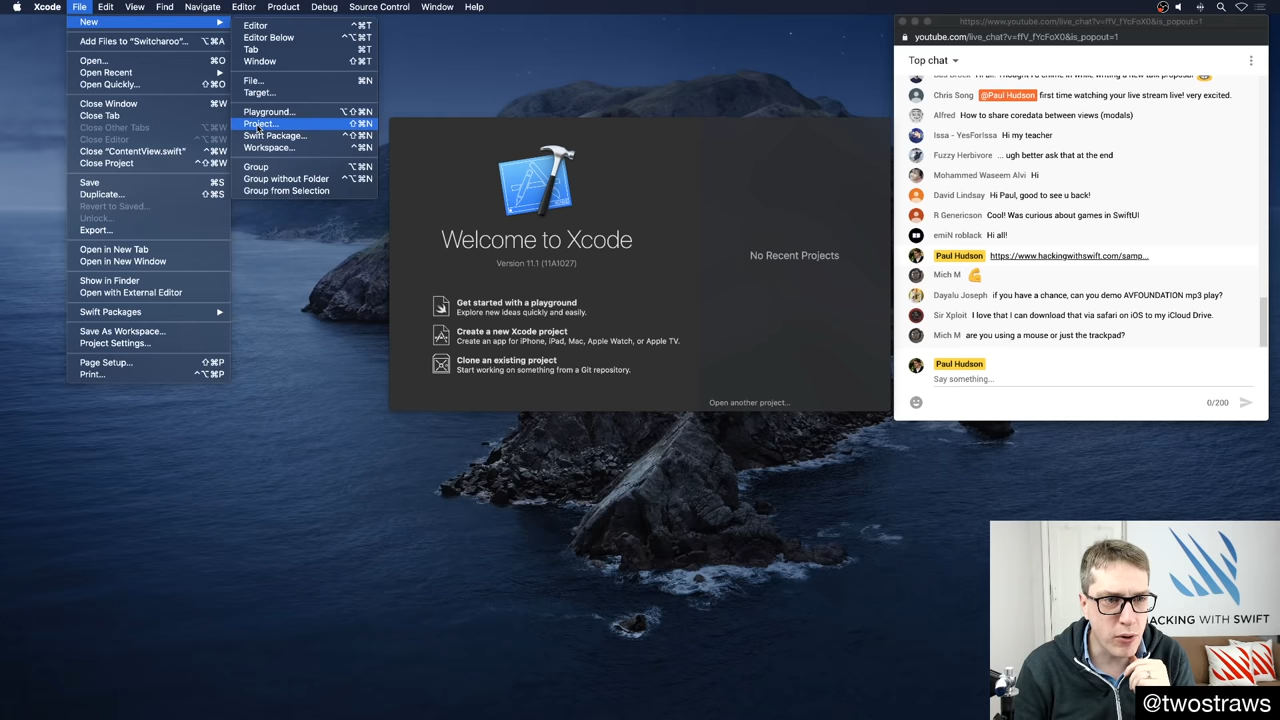 Xcode File Edit View Find Navigate Editor Product Debug Source Control Window Help
New
Add Files to “Switcharoo”... ⌥⌘A
Open... ⌘O
Open Recent
Open Quickly... ⇧⌘O
Close Window ⌘W
Close Tab
Close Other Tabs ⌥⌘W
Close Editor
Close “ContentView.swift” ^⌘W
Close Project ^⇧⌘W
Save ⌘S
Duplicate... ⇧⌘S
Revert to Saved...
Unlock...
Export...
Open in New Tab
Open in New Window
Show in Finder
Open with External Editor
Swift Packages
Save As Workspace...
Project Settings...
Page Setup... ⇧⌘P
Print... ^⌥⌘P
Editor ^⌘N
Editor Below ^⌥⌘T
Tab ⌘T
Window ⇧⌘T
File... ⌘N
Target...
Playground... ⌥⇧⌘N
Project... ⇧⌘N
Swift Package... ^⇧⌘N
Workspace... ^⌘N
Group ⌥⌘N
Group without Folder
Group from Selection
Welcome to Xcode
Version 11.1 (11A1027)
Get started with a playground
Explore new ideas quickly and easily.
Create a new Xcode project
Create an app for iPhone, iPad, Mac, Apple Watch, or Apple TV.
Clone an existing project
Start working on something from a Git repository.
No Recent Projects
Open another project...
https://www.youtube.com/live_chat?v=ffV_fYcFoX0&is_popout=1
youtube.com/live_chat?v=ffV_fYcFoX0&is_popout=1
Top chat
Chris Song @Paul Hudson first time watching your live stream live! very excited.
Alfred How to share coredata between views (modals)
Issa - YesForIssa Hi my teacher
Fuzzy Herbivore ... ugh better ask that at the end
Mohammed Waseem Alvi Hi
David Lindsay Hi Paul, good to see u back!
R Genericson Cool! Was curious about games in SwiftUI
emiN roblack Hi all!
Paul Hudson https://www.hackingwithswift.com/samp...
Mich M 💪
Dayalu Joseph if you have a chance, can you demo AVFOUNDATION mp3 play?
Sir Xploit I love that I can download that via safari on iOS to my iCloud Drive.
Mich M are you using a mouse or just the trackpad?
Paul Hudson
Say something...
0/200
ACKING WITH SWIFT
@twostraws